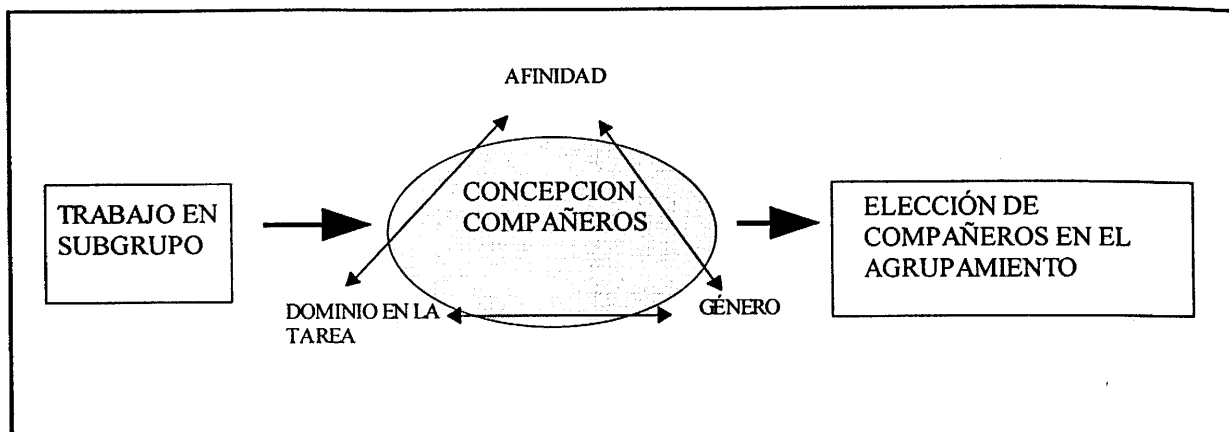 AFINIDAD
TRABAJO EN
SUBGRUPO
CONCEPCION
COMPAÑEROS
DOMINIO EN LA
TAREA
GÉNERO
ELECCIÓN DE
COMPAÑEROS EN EL
AGRUPAMIENTO